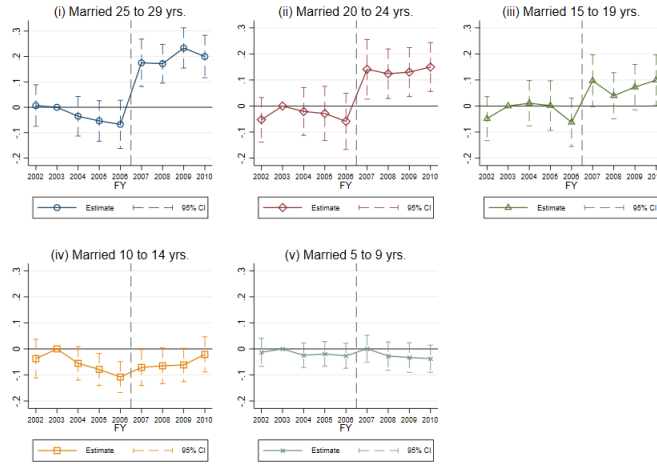 (i) Married 25 to 29 yrs.
.3
.2
.1
0
-.1
-.2
2002 2003 2004 2005 2006 2007 2008 2009 2010
FY
Estimate 95% CI
(ii) Married 20 to 24 yrs.
.3
.2
.1
0
-.1
-.2
2002 2003 2004 2005 2006 2007 2008 2009 2010
FY
Estimate 95% CI
(iii) Married 15 to 19 yrs.
.3
.2
.1
0
-.1
-.2
2002 2003 2004 2005 2006 2007 2008 2009 2010
FY
Estimate 95% CI
(iv) Married 10 to 14 yrs.
.3
.2
.1
0
-.1
-.2
2002 2003 2004 2005 2006 2007 2008 2009 2010
FY
Estimate 95% CI
(v) Married 5 to 9 yrs.
.3
.2
.1
0
-.1
-.2
2002 2003 2004 2005 2006 2007 2008 2009 2010
FY
Estimate 95% CI